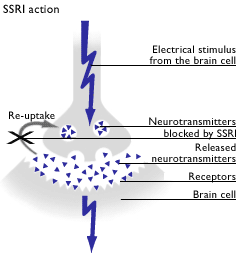 SSRI action
Electrical stimulus
from the brain cell
Re-uptake
Neurotransmitters
blocked by SSRI
Released
neurotransmitters
Receptors
Brain cell